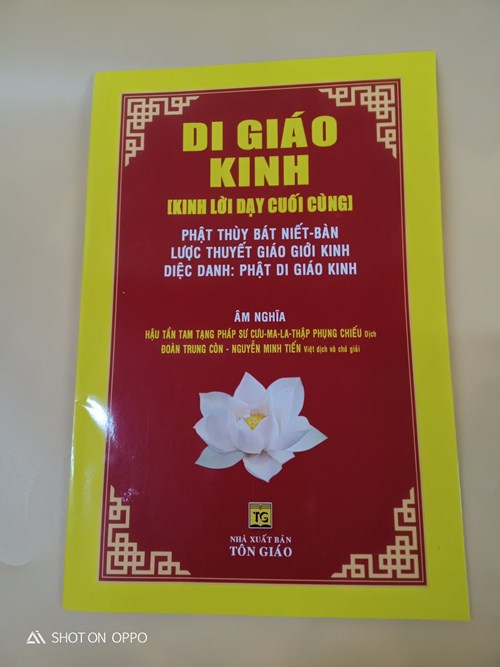 DI GIÁO
KINH
[KINH LỜI DẠY CUỐI CÙNG]
PHẬT THÙY BÁT NIẾT-BÀN
LƯỢC THUYẾT GIÁO GIỚI KINH
DIỆC DANH: PHẬT DI GIÁO KINH
ÂM NGHĨA
HẬU TẦN TAM TẠNG PHÁP SƯ CƯU-MA-LA-THẬP PHỤNG CHIẾU Dịch
ĐOÀN TRUNG CÒN - NGUYỄN MINH TIẾN Việt dịch và chú giải
TG
NHÀ XUẤT BẢN
TÔN GIÁO
SHOT ON OPPO